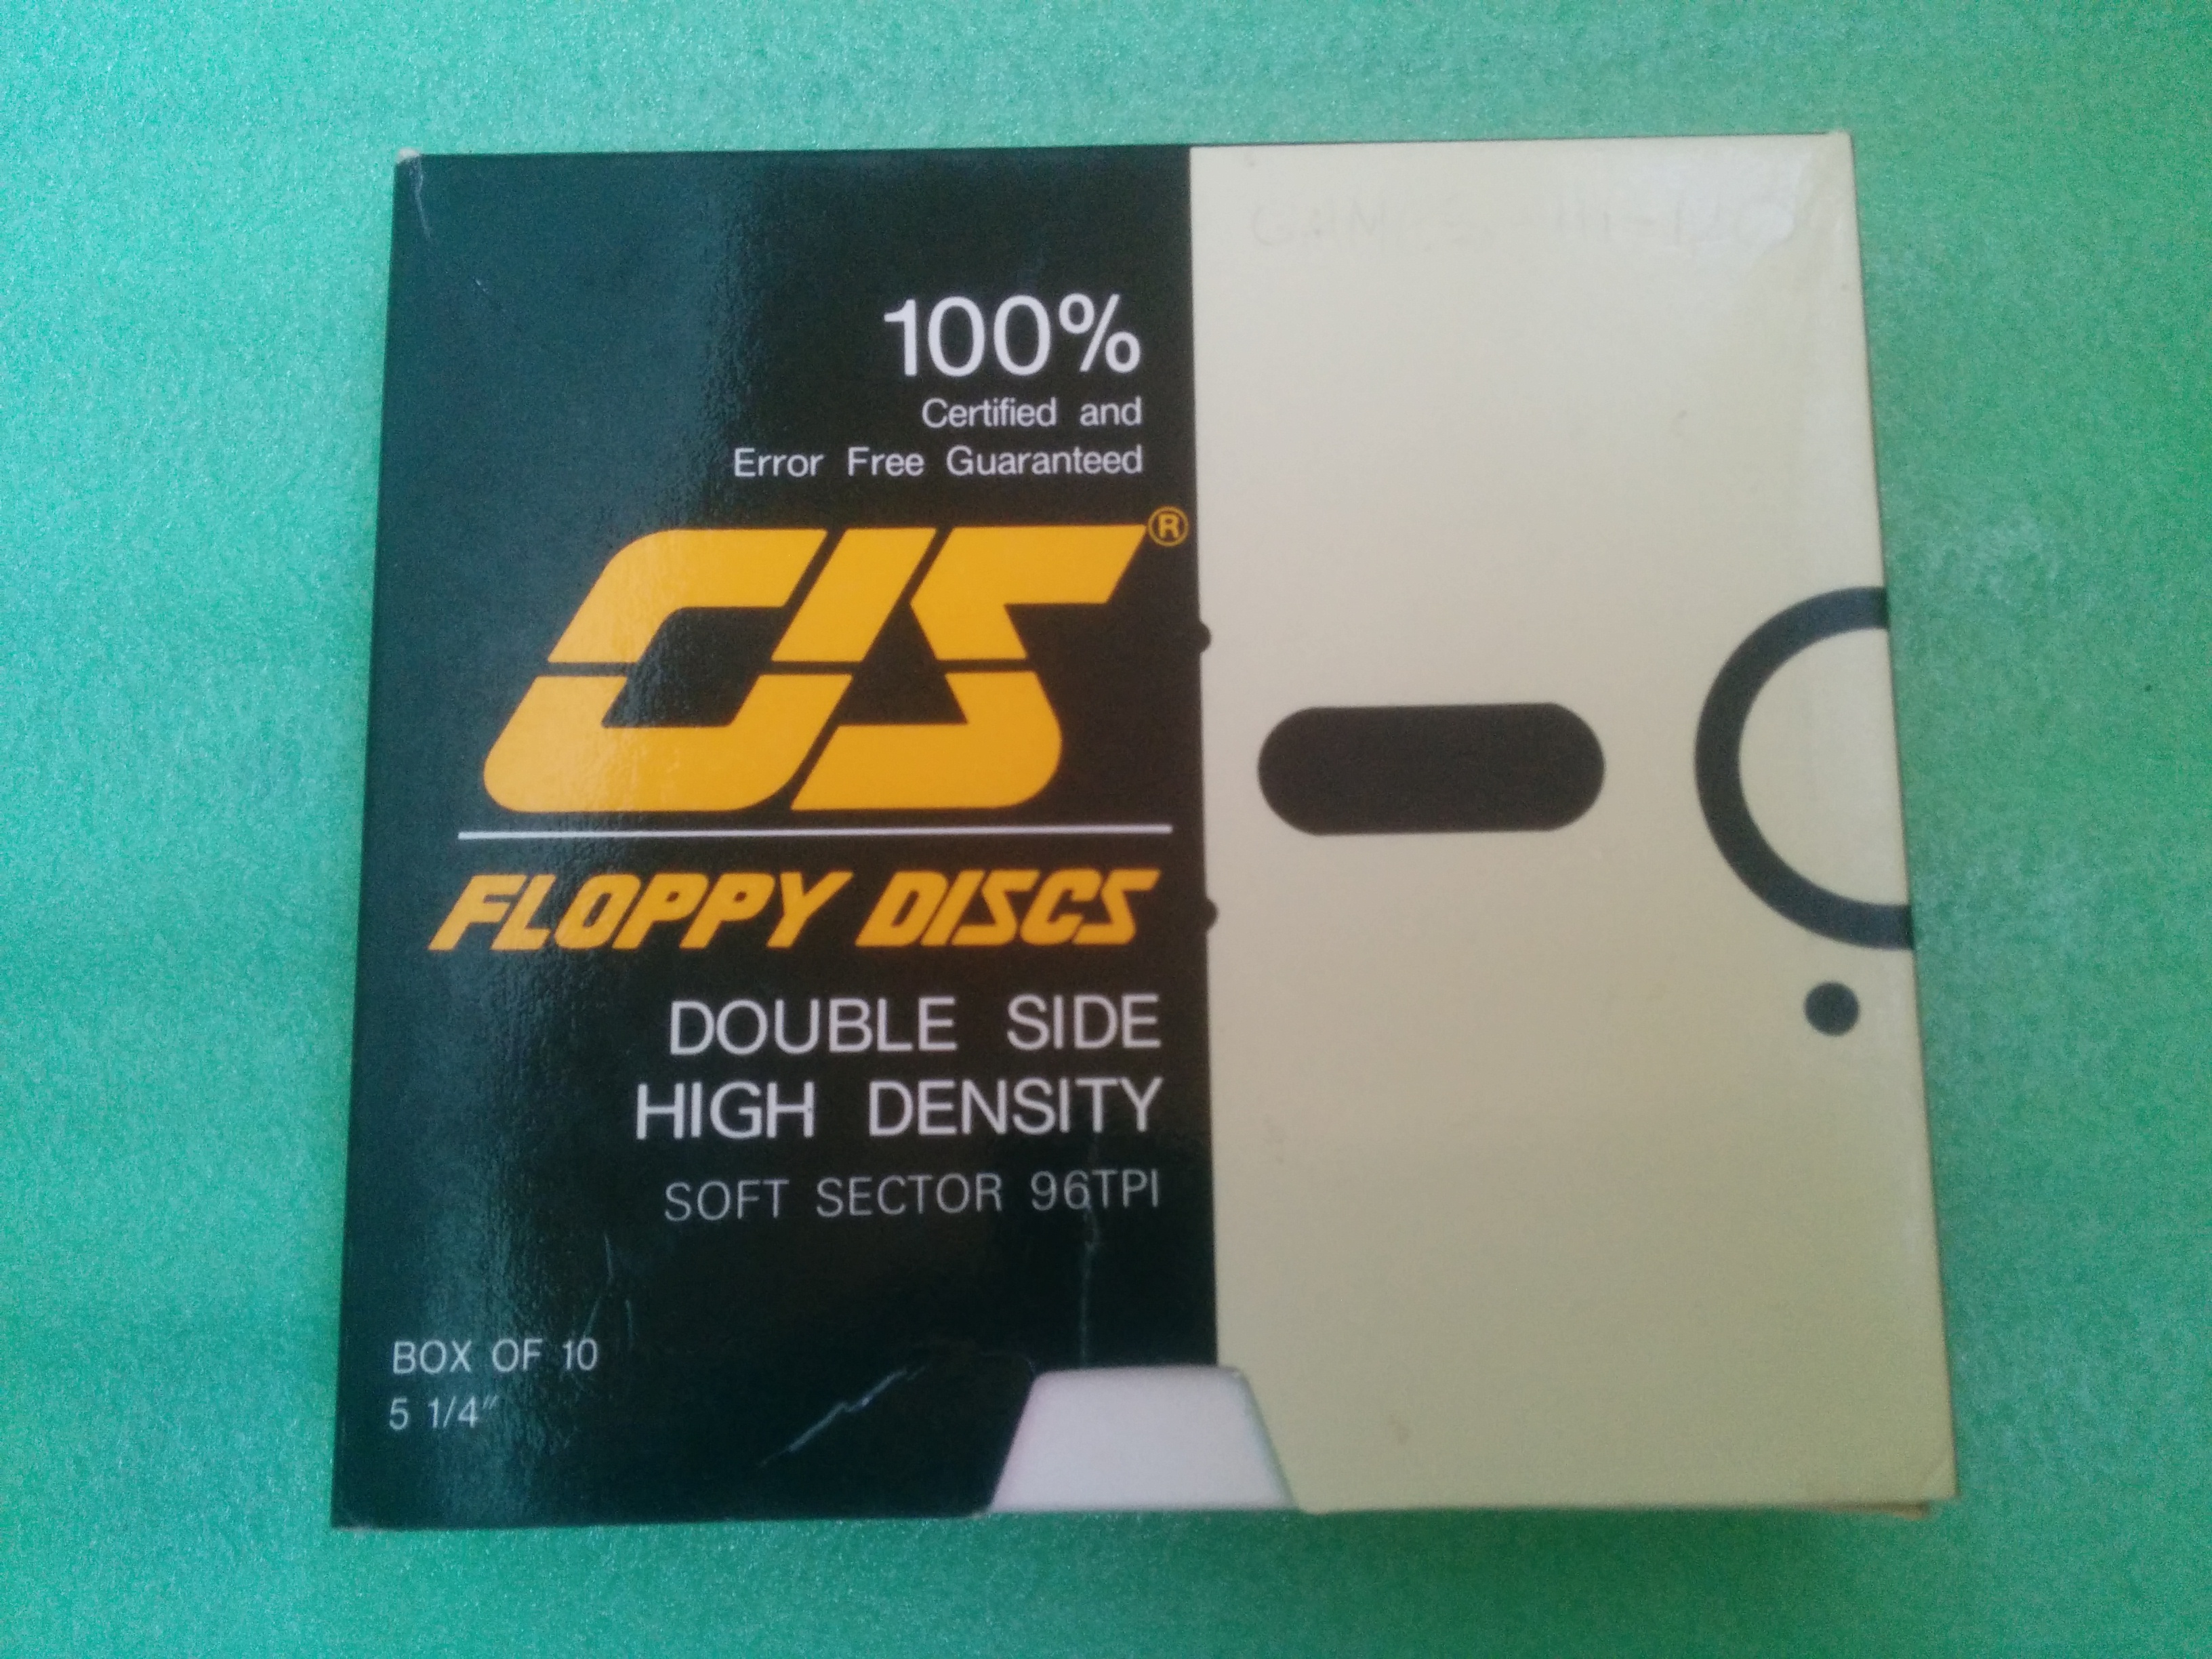 100%
Certified and
Error Free Guaranteed
CIS®
FLOPPY DISCS
DOUBLE SIDE
HIGH DENSITY
SOFT SECTOR 96TPI
BOX OF 10
5 1/4"
GAMES